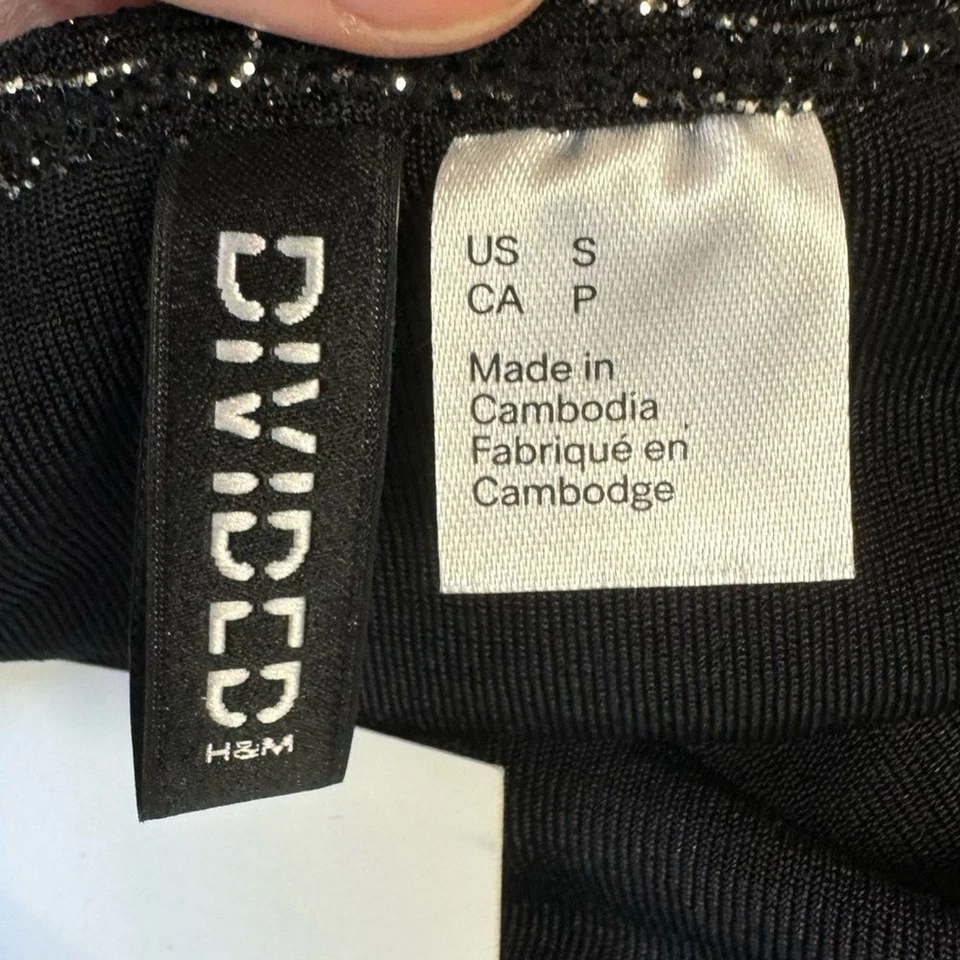 DIVIDED
H&M
US S
CA P
Made in
Cambodia
Fabriqué en
Cambodge